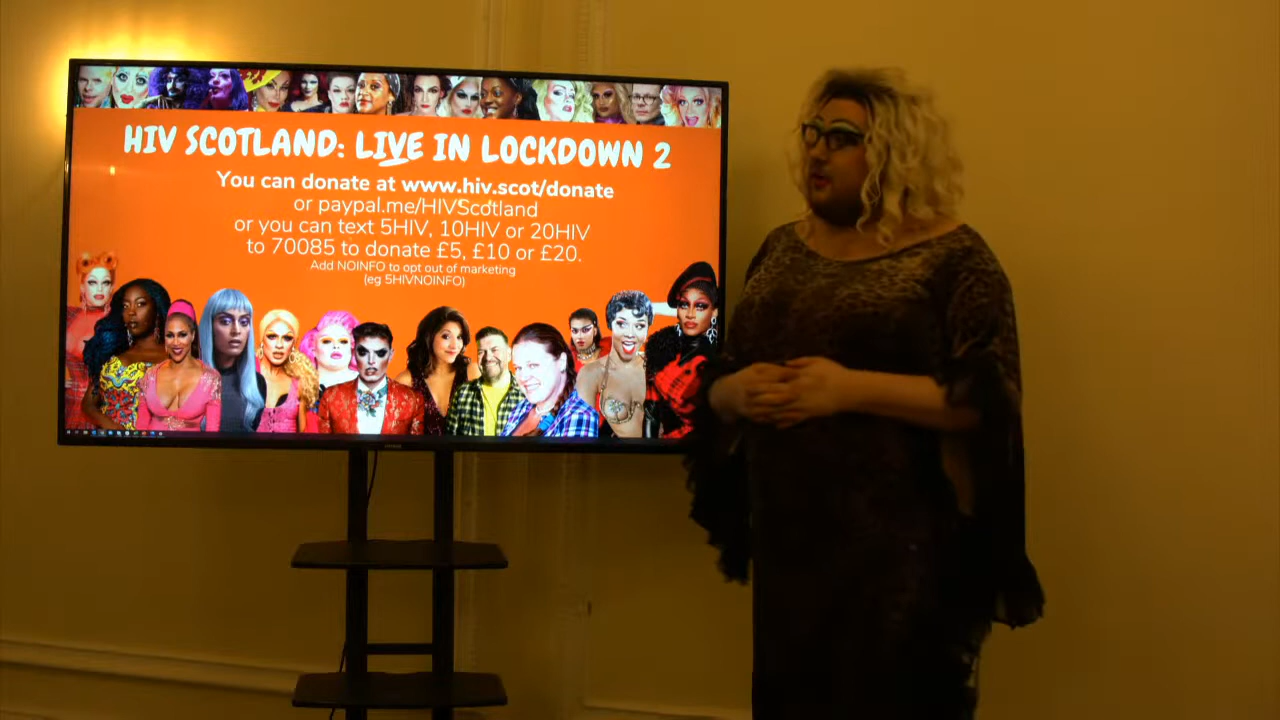 HIV SCOTLAND: LIVE IN LOCKDOWN 2
You can donate at www.hiv.scot/donate
or paypal.me/HIVScotland
or you can text 5HIV, 10HIV or 20HIV
to 70085 to donate £5, £10 or £20.
Add NOINFO to opt out of marketing
(eg 5HIVNOINFO)